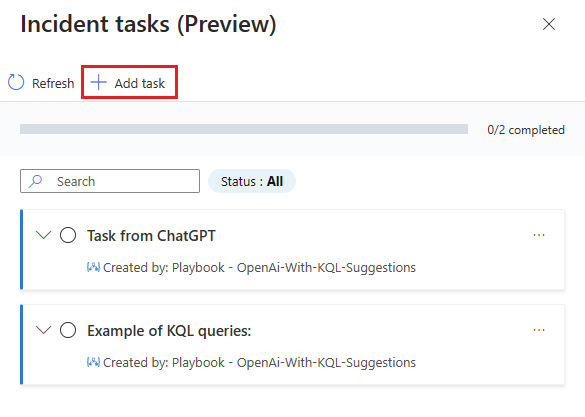 Incident tasks (Preview)
Refresh
Add task
0/2 completed
Search
Status : All
Task from ChatGPT
...
Created by: Playbook - OpenAi-With-KQL-Suggestions
Example of KQL queries:
...
Created by: Playbook - OpenAi-With-KQL-Suggestions